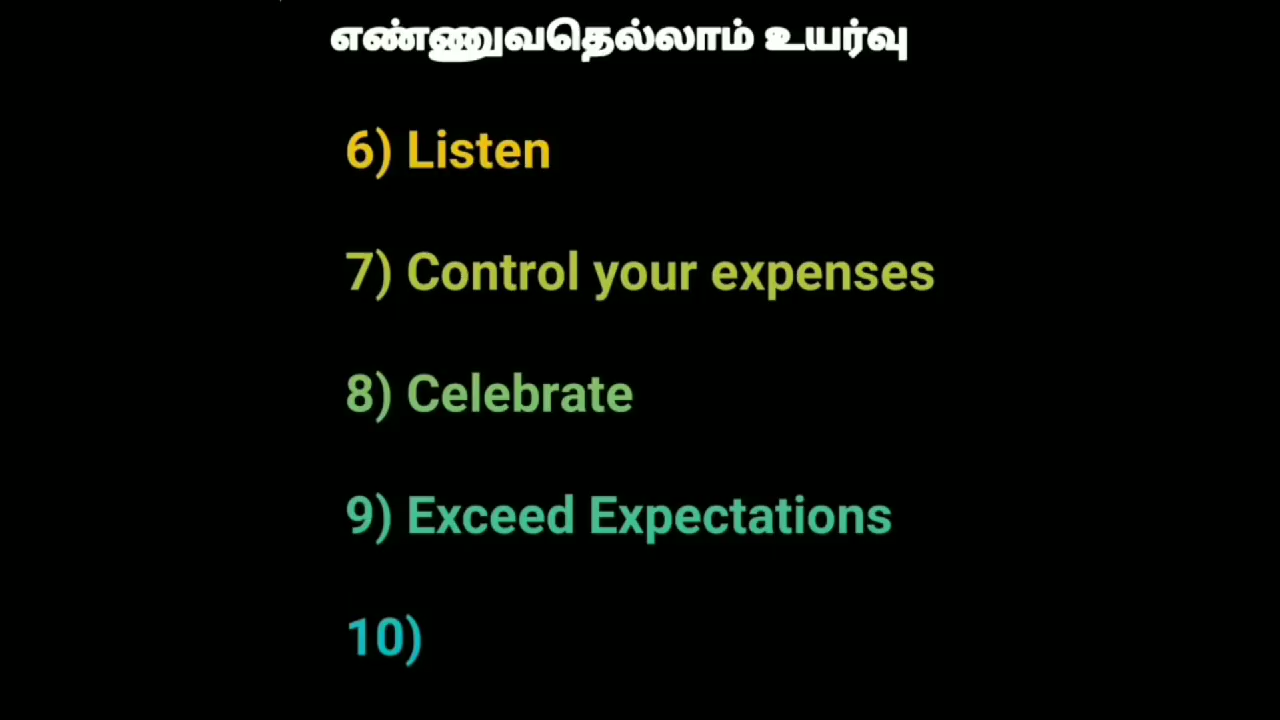 எண்ணுவதெல்லாம் உயர்வு
6) Listen
7) Control your expenses
8) Celebrate
9) Exceed Expectations
10)